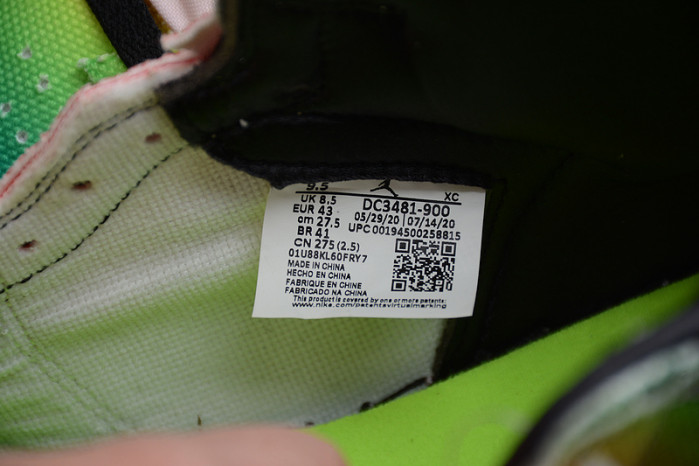 9.5 XC
UK 8.5 DC3481-900
EUR 43 05/29/20 07/14/20
cm 27.5 UPC 00194500258815
BR 41
CN 275 (2.5)
01U88KL60FRY7
MADE IN CHINA
HECHO EN CHINA
FABRIQUE EN CHINE
FABRICADO NA CHINA
This product is covered by one or more patents:
www.nike.com/patentsvirtualmarking